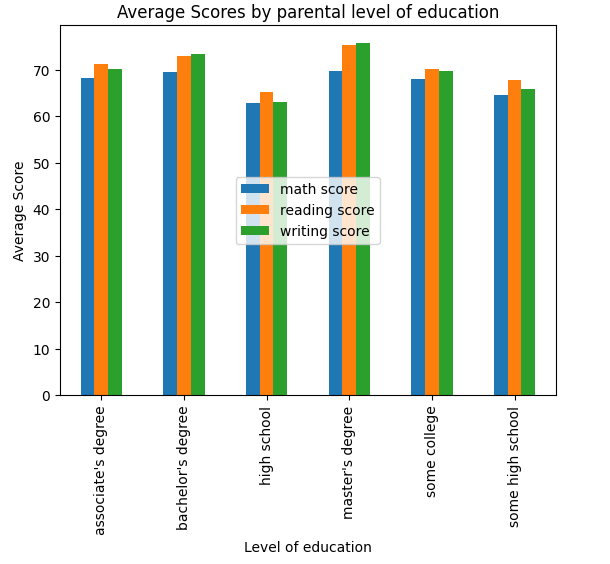 Average Scores by parental level of education
Average Score
70
60
50
40
30
20
10
0
math score
reading score
writing score
associate's degree
bachelor's degree
high school
master's degree
some college
some high school
Level of education